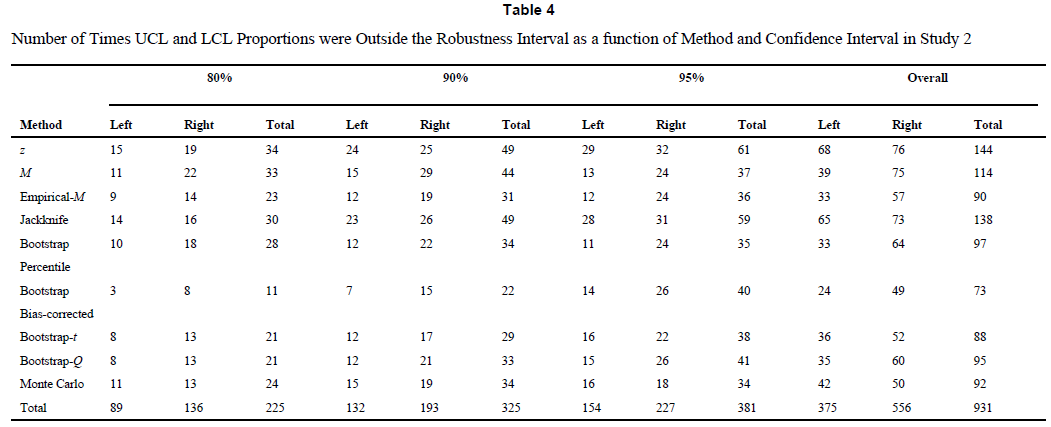 Table 4
Number of Times UCL and LCL Proportions were Outside the Robustness Interval as a function of Method and Confidence Interval in Study 2
80% 90% 95% Overall
Method Left Right Total Left Right Total Left Right Total Left Right Total
z 15 19 34 24 25 49 29 32 61 68 76 144
M 11 22 33 15 29 44 13 24 37 39 75 114
Empirical-M 9 14 23 12 19 31 12 24 36 33 57 90
Jackknife 14 16 30 23 26 49 28 31 59 65 73 138
Bootstrap 10 18 28 12 22 34 11 24 35 33 64 97
Percentile
Bootstrap 3 8 11 7 15 22 14 26 40 24 49 73
Bias-corrected
Bootstrap-t 8 13 21 12 17 29 16 22 38 36 52 88
Bootstrap-Q 8 13 21 12 21 33 15 26 41 35 60 95
Monte Carlo 11 13 24 15 19 34 16 18 34 42 50 92
Total 89 136 225 132 193 325 154 227 381 375 556 931